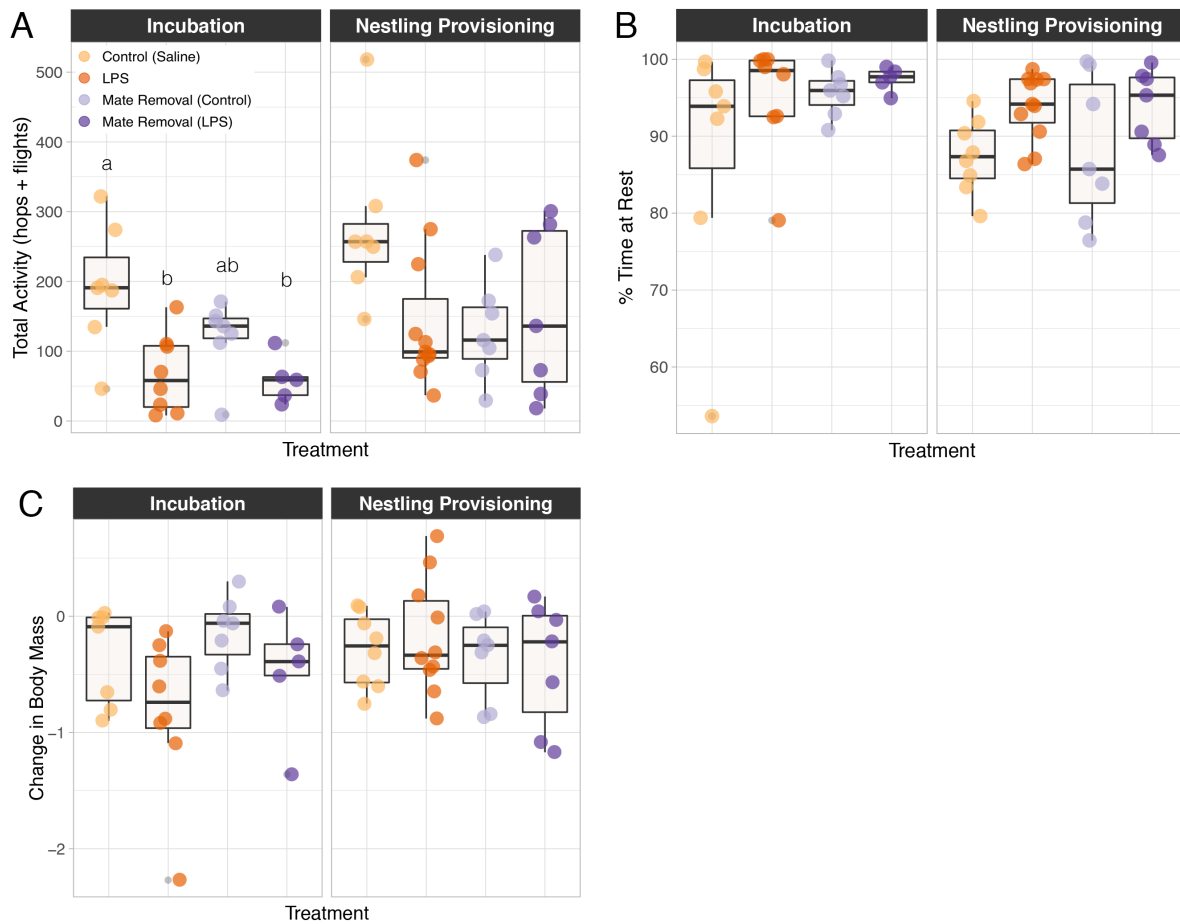 A
Incubation
Nestling Provisioning
Control (Saline)
LPS
Mate Removal (Control)
Mate Removal (LPS)
a
b
ab
b
500
400
300
200
100
0
Total Activity (hops + flights)
Treatment
B
Incubation
Nestling Provisioning
100
90
80
70
60
% Time at Rest
Treatment
C
Incubation
Nestling Provisioning
0
−1
−2
Change in Body Mass
Treatment